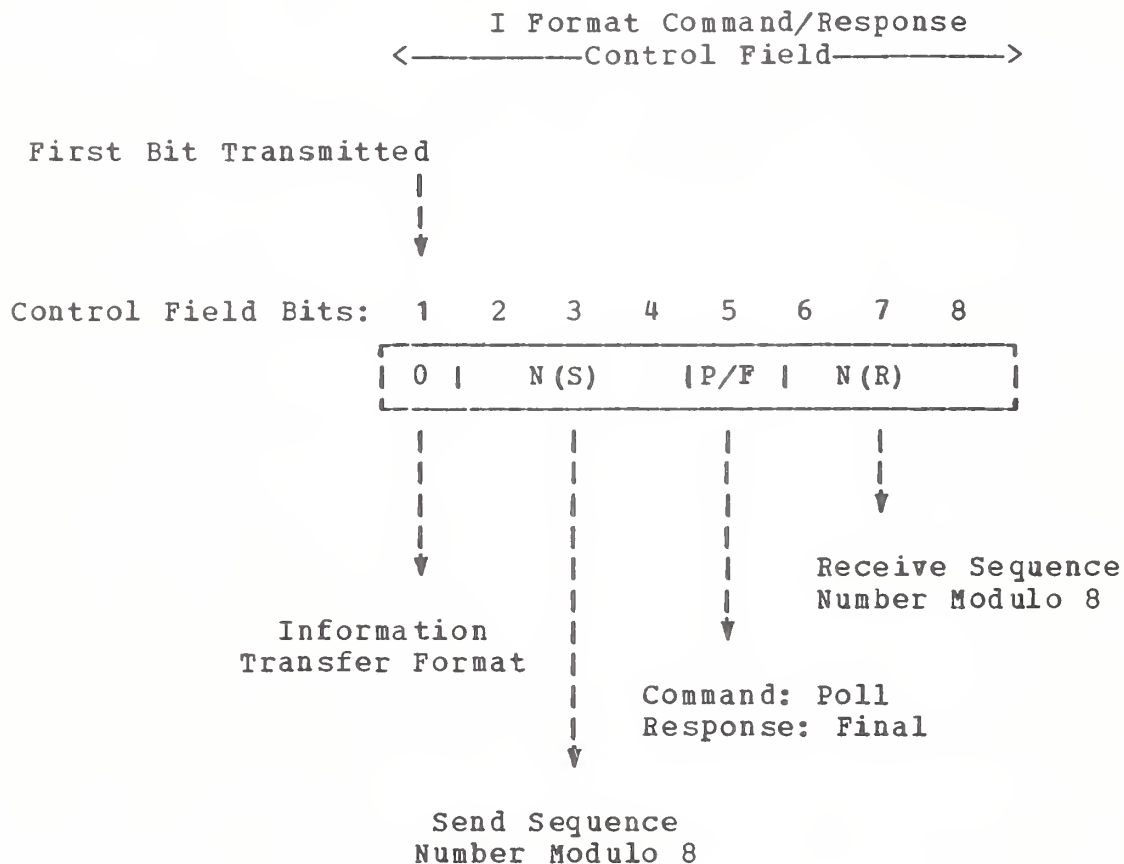 I Format Command/Response
<-------Control Field------->
First Bit Transmitted
Control Field Bits: 1 2 3 4 5 6 7 8
| 0 | N(S) |P/F | N(R) |
Receive Sequence
Number Modulo 8
Information
Transfer Format
Command: Poll
Response: Final
Send Sequence
Number Modulo 8